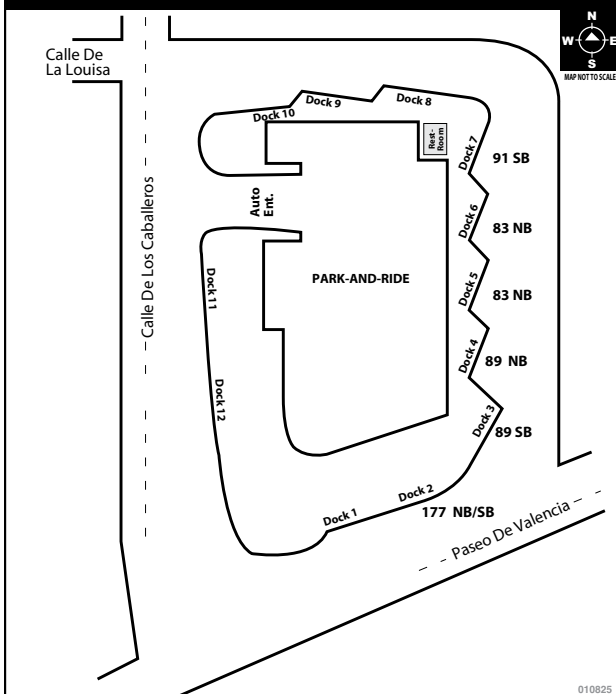 N
W E
S
MAP NOT TO SCALE
Calle De
La Louisa
Dock 9
Dock 8
Dock 10
Rest-
Room
Dock 7
91 SB
Auto
Ent.
Dock 6
83 NB
Calle De Los Caballeros
Dock 11
PARK-AND-RIDE
Dock 5
83 NB
Dock 4
89 NB
Dock 12
Dock 3
89 SB
Dock 2
Dock 1
177 NB/SB
Paseo De Valencia
010825